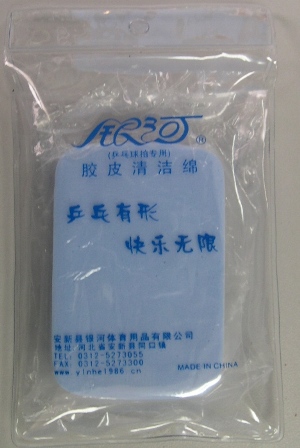 银河®
(乒乓球拍专用)
胶皮清洁绵
乒乓有形
快乐无限
安新县银河体育用品有限公司
地址: 河北省安新县同口镇
TEL: 0312-5273055
FAX: 0312-5273300
www.yinhe1986.cn
MADE IN CHINA